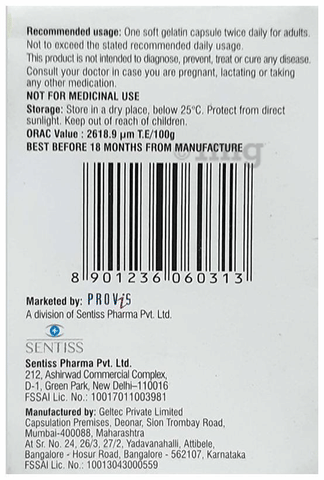 Recommended usage: One soft gelatin capsule twice daily for adults.
Not to exceed the stated recommended daily usage.
This product is not intended to diagnose, prevent, treat or cure any disease.
Consult your doctor in case you are pregnant, lactating or taking
any other medication.
NOT FOR MEDICINAL USE
Storage: Store in a dry place, below 25°C. Protect from direct
sunlight. Keep out of reach of children.
ORAC Value : 2618.9 µm T.E/100g
BEST BEFORE 18 MONTHS FROM MANUFACTURE
8 901236 060313
Marketed by: PROViS
A division of Sentiss Pharma Pvt. Ltd.
SENTISS
Sentiss Pharma Pvt. Ltd.
212, Ashirwad Commercial Complex,
D-1, Green Park, New Delhi–110016
FSSAI Lic. No.: 10017011003981
Manufactured by: Geltec Private Limited
Capsulation Premises, Deonar, Sion Trombay Road,
Mumbai-400088, Maharashtra
At Sr. No. 24, 26/3, 27/2, Yadavanahalli, Attibele,
Bangalore - Hosur Road, Bangalore - 562107, Karnataka
FSSAI Lic. No.: 10013043000559